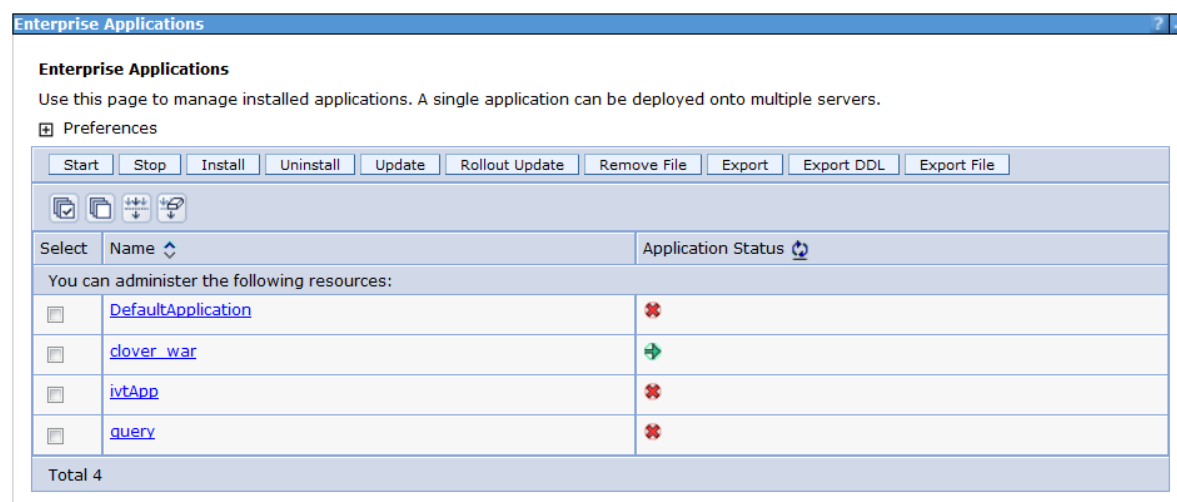 Enterprise Applications ?
Enterprise Applications
Use this page to manage installed applications. A single application can be deployed onto multiple servers.
Preferences
Start Stop Install Uninstall Update Rollout Update Remove File Export Export DDL Export File
Select Name Application Status
You can administer the following resources:
DefaultApplication
clover_war
ivtApp
query
Total 4